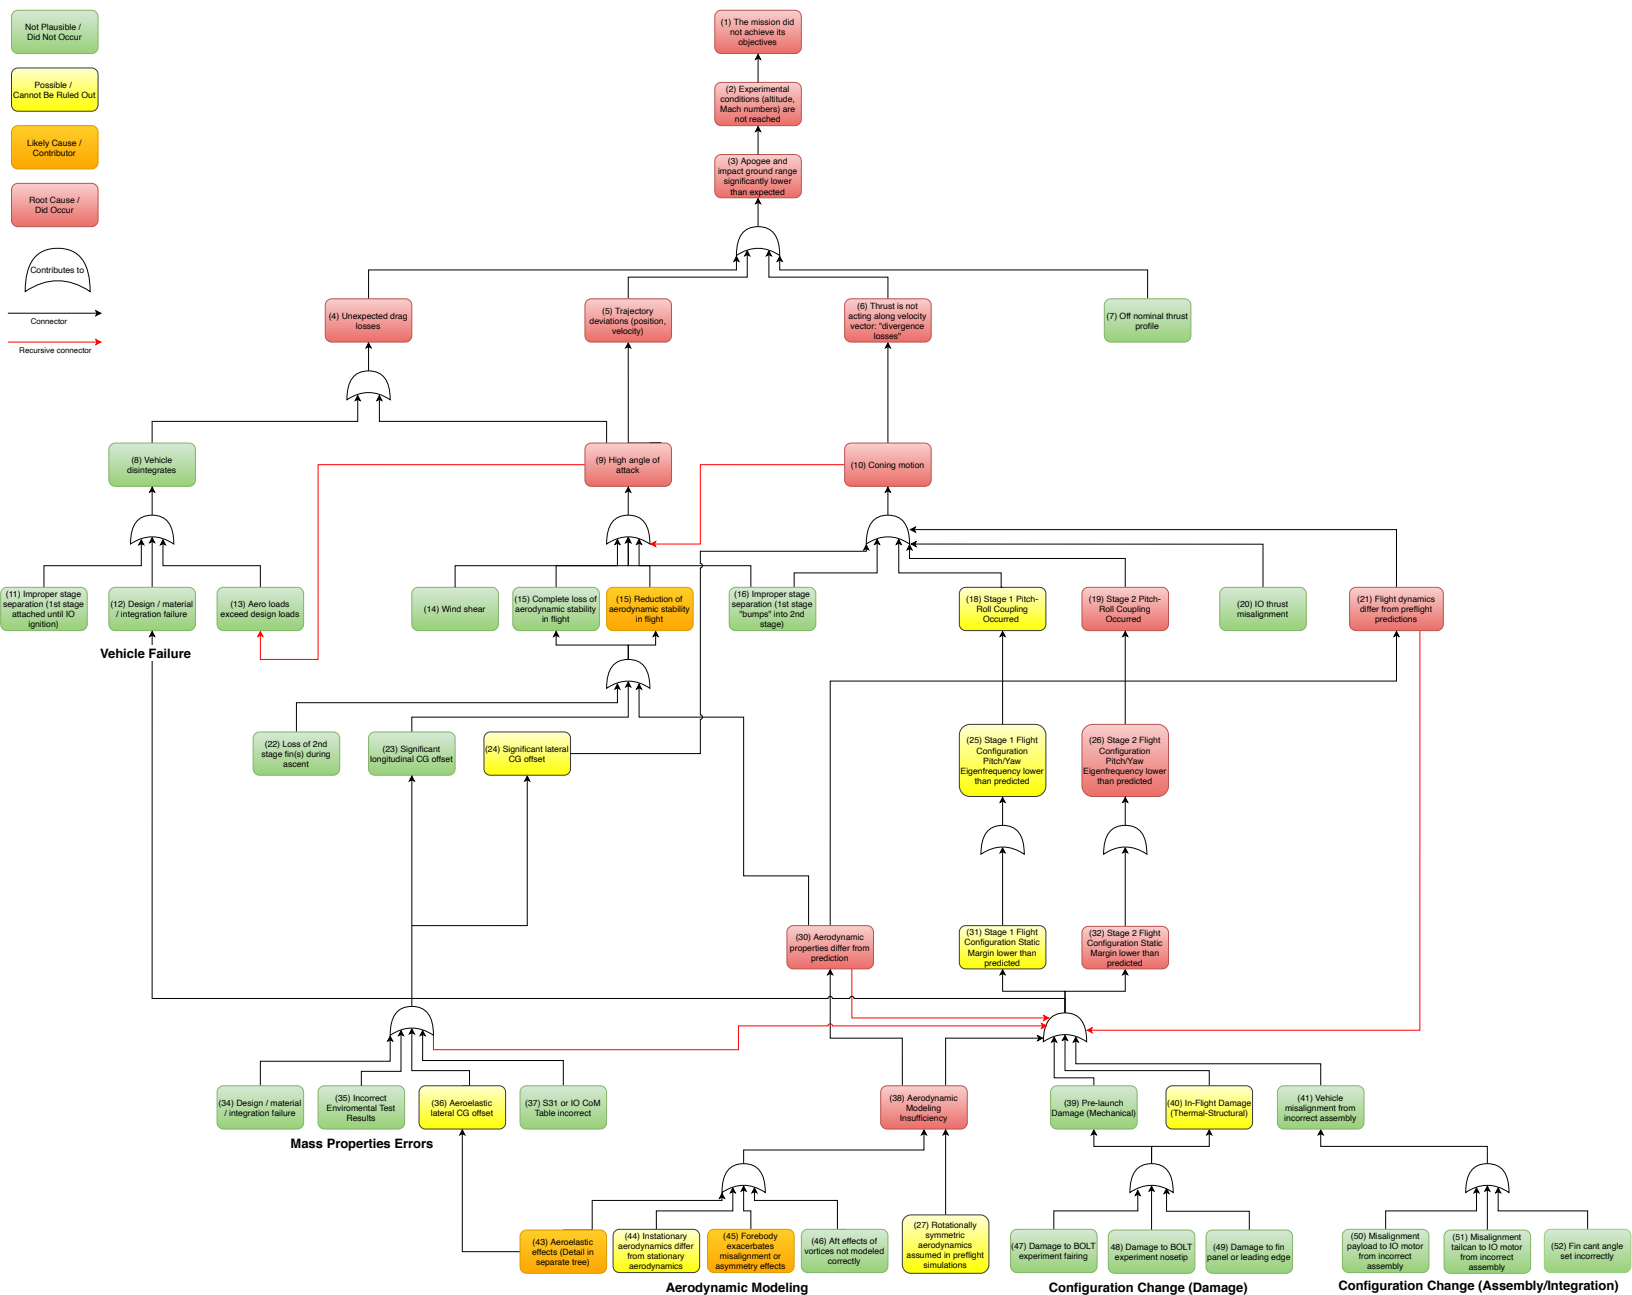 Not Plausible /
Did Not Occur
Possible /
Cannot Be Ruled Out
Likely Cause /
Contributor
Root Cause /
Did Occur
Contributes to
Connector
Recursive connector
(1) The mission did
not achieve its
objectives
(2) Experimental
conditions (altitude,
Mach numbers) are
not reached
(3) Apogee and
impact ground range
significantly lower
than expected
(4) Unexpected drag
losses
(5) Trajectory
deviations (position,
velocity)
(6) Thrust is not
acting along velocity
vector: "divergence
losses"
(7) Off nominal thrust
profile
(8) Vehicle
disintegrates
(9) High angle of
attack
(10) Coning motion
(11) Improper stage
separation (1st stage
attached until IO
ignition)
(12) Design / material
/ integration failure
(13) Aero loads
exceed design loads
(14) Wind shear
(15) Complete loss of
aerodynamic stability
in flight
(15) Reduction of
aerodynamic stability
in flight
(16) Improper stage
separation (1st stage
"bumps" into 2nd
stage)
(18) Stage 1 Pitch-
Roll Coupling
Occurred
(19) Stage 2 Pitch-
Roll Coupling
Occurred
(20) IO thrust
misalignment
(21) Flight dynamics
differ from preflight
predictions
Vehicle Failure
(22) Loss of 2nd
stage fin(s) during
ascent
(23) Significant
longitudinal CG offset
(24) Significant lateral
CG offset
(25) Stage 1 Flight
Configuration
Pitch/Yaw
Eigenfrequency lower
than predicted
(26) Stage 2 Flight
Configuration
Pitch/Yaw
Eigenfrequency lower
than predicted
(30) Aerodynamic
properties differ from
prediction
(31) Stage 1 Flight
Configuration Static
Margin lower than
predicted
(32) Stage 2 Flight
Configuration Static
Margin lower than
predicted
(34) Design / material
/ integration failure
(35) Incorrect
Enviromental Test
Results
(36) Aeroelastic
lateral CG offset
(37) S31 or IO CoM
Table incorrect
(38) Aerodynamic
Modeling
Insufficiency
(39) Pre-launch
Damage (Mechanical)
(40) In-Flight Damage
(Thermal-Structural)
(41) Vehicle
misalignment from
incorrect assembly
Mass Properties Errors
(43) Aeroelastic
effects (Detail in
separate tree)
(44) Instationary
aerodynamics differ
from stationary
aerodynamics
(45) Forebody
exacerbates
misalignment or
asymmetry effects
(46) Aft effects of
vortices not modeled
correctly
(27) Rotationally
symmetric
aerodynamics
assumed in preflight
simulations
(47) Damage to BOLT
experiment fairing
48) Damage to BOLT
experiment nosetip
(49) Damage to fin
panel or leading edge
(50) Misalignment
payload to IO motor
from incorrect
assembly
(51) Misalignment
tailcan to IO motor
from incorrect
assembly
(52) Fin cant angle
set incorrectly
Aerodynamic Modeling
Configuration Change (Damage)
Configuration Change (Assembly/Integration)